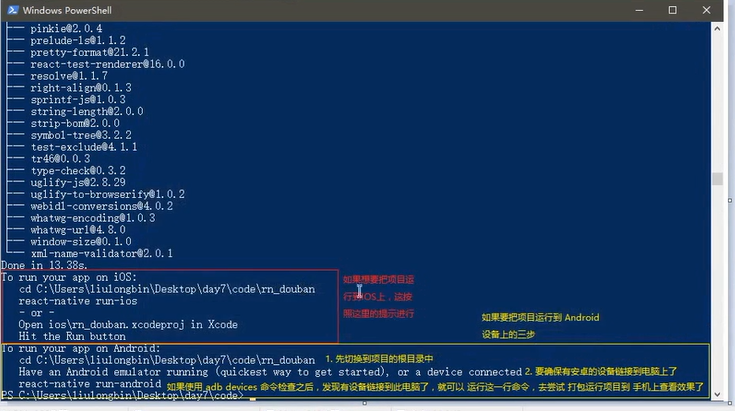 Windows PowerShell
├── pinkie@2.0.4
├── prelude-ls@1.1.2
├── pretty-format@21.2.1
├── react-test-renderer@16.0.0
├── resolve@1.1.7
├── right-align@0.1.3
├── sprintf-js@1.0.3
├── string-length@2.0.0
├── strip-bom@2.0.0
├── symbol-tree@3.2.2
├── test-exclude@4.1.1
├── tr46@0.0.3
├── type-check@0.3.2
├── uglify-js@2.8.29
├── uglify-to-browserify@1.0.2
├── webidl-conversions@4.0.2
├── whatwg-encoding@1.0.3
├── whatwg-url@4.8.0
├── window-size@0.1.0
└── xml-name-validator@2.0.1
Done in 13.38s.
To run your app on iOS:
cd C:\Users\liulongbin\Desktop\day7\code\rn_douban
react-native run-ios
- or -
Open ios\rn_douban.xcodeproj in Xcode
Hit the Run button
如果想要把项目运
行到iOS上，这按
照这里的提示进行
如果要把项目运行到 Android
设备上的三步
To run your app on Android:
cd C:\Users\liulongbin\Desktop\day7\code\rn_douban 1. 先切换到项目的根目录中
Have an Android emulator running (quickest way to get started), or a device connected 2. 要确保有安卓的设备链接到电脑上了
react-native run-android 如果使用 adb devices 命令检查之后，发现有设备链接到此电脑了，就可以 运行这一行命令，去尝试 打包运行项目到 手机上查看效果了
PS C:\Users\liulongbin\Desktop\day7\code>